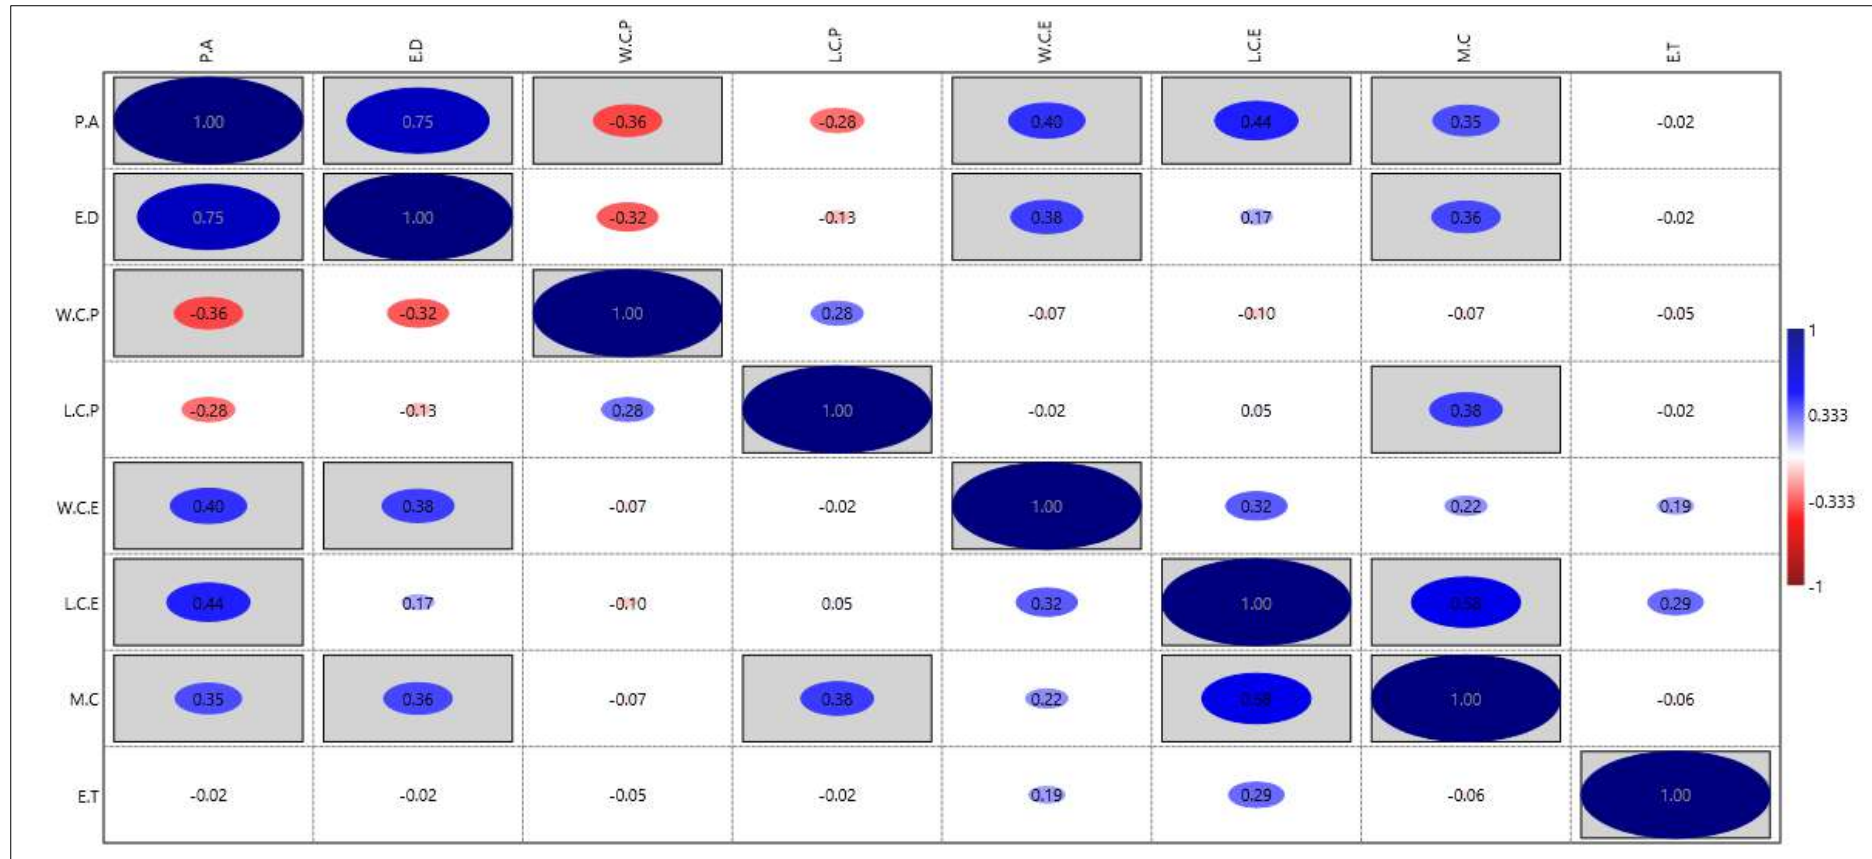 P.A E.D W.C.P L.C.P W.C.E L.C.E M.C E.T
P.A 1.00 0.75 -0.36 -0.28 0.40 0.44 0.35 -0.02
E.D 0.75 1.00 -0.32 -0.13 0.38 0.17 0.36 -0.02
W.C.P -0.36 -0.32 1.00 0.28 -0.07 -0.10 -0.07 -0.05
L.C.P -0.28 -0.13 0.28 1.00 -0.02 0.05 0.38 -0.02
W.C.E 0.40 0.38 -0.07 -0.02 1.00 0.32 0.22 0.19
L.C.E 0.44 0.17 -0.10 0.05 0.32 1.00 0.58 0.29
M.C 0.35 0.36 -0.07 0.38 0.22 0.58 1.00 -0.06
E.T -0.02 -0.02 -0.05 -0.02 0.19 0.29 -0.06 1.00
1
0.333
-0.333
-1